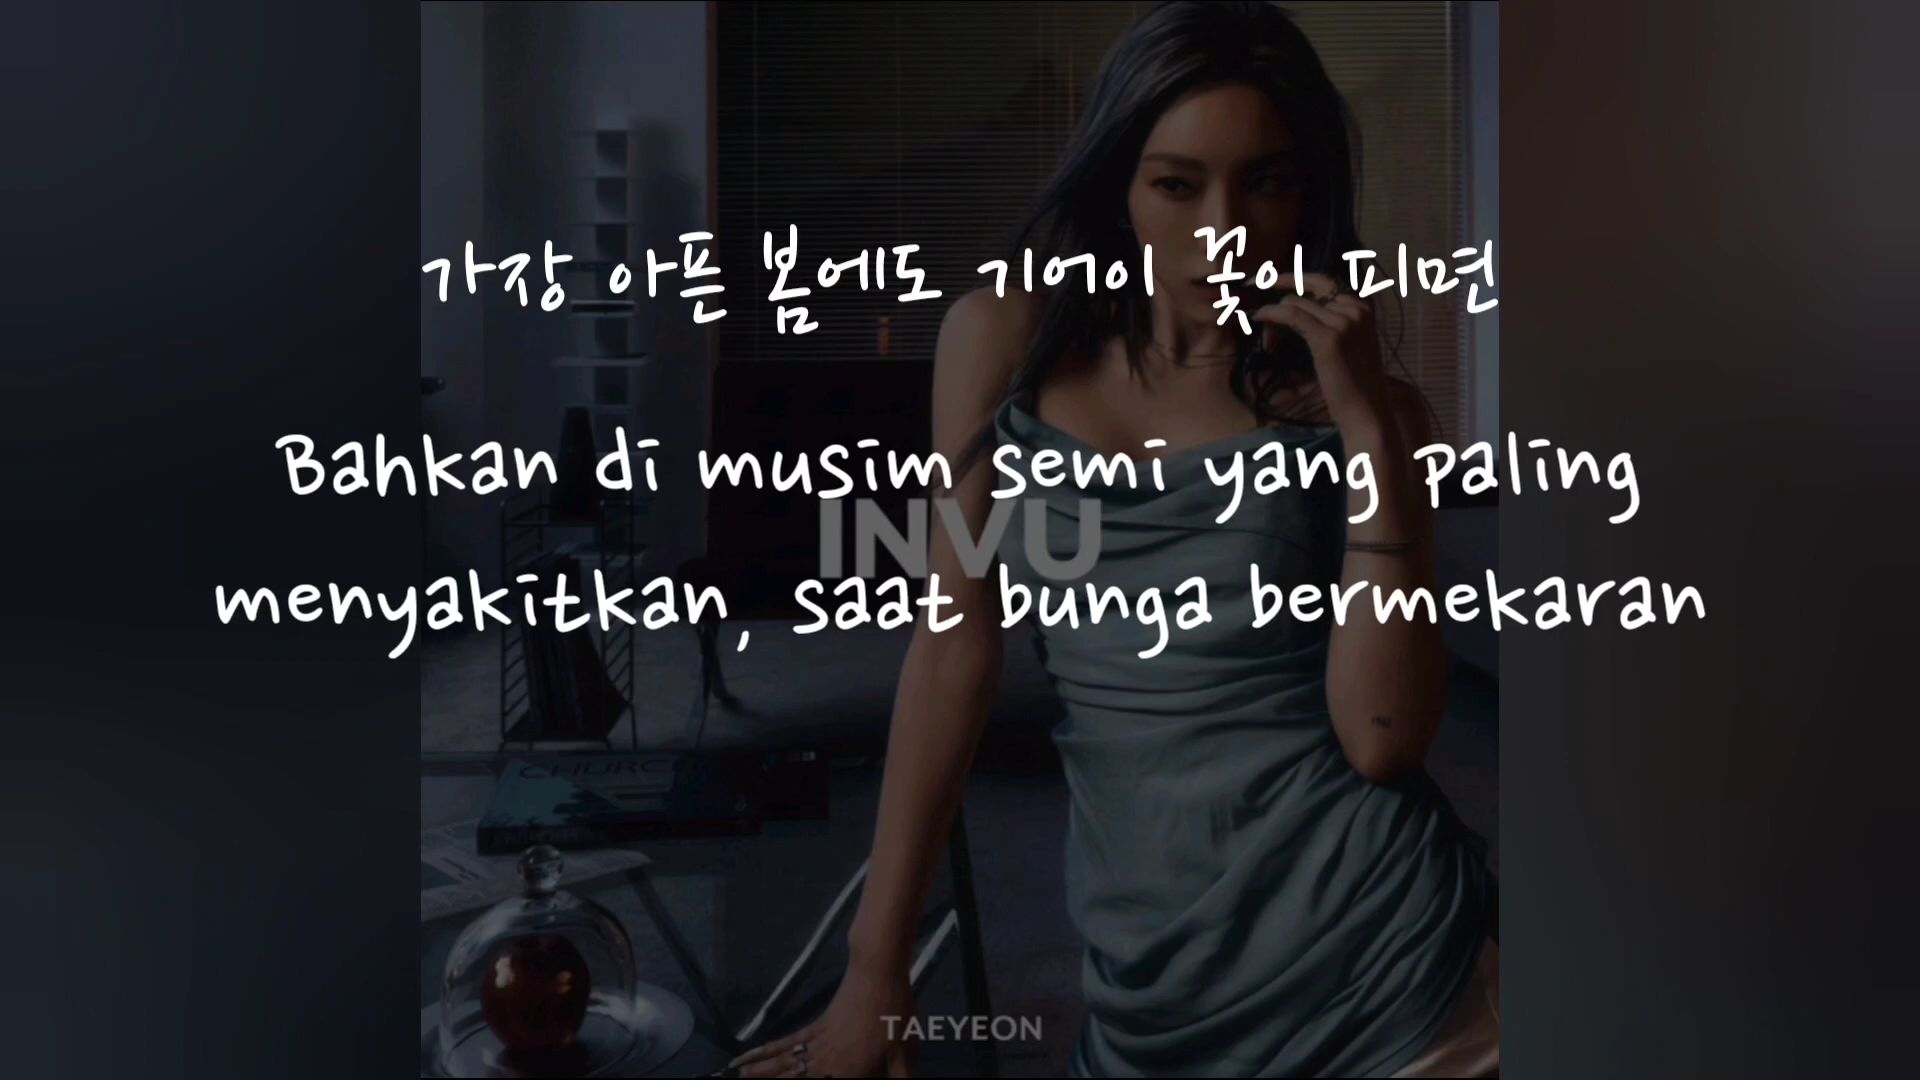 가장 아픈 봄에도 기어이 꽃이 피면
Bahkan di musim semi yang paling
INVU
menyakitkan, saat bunga bermekaran
CHURCH
TAEYEON